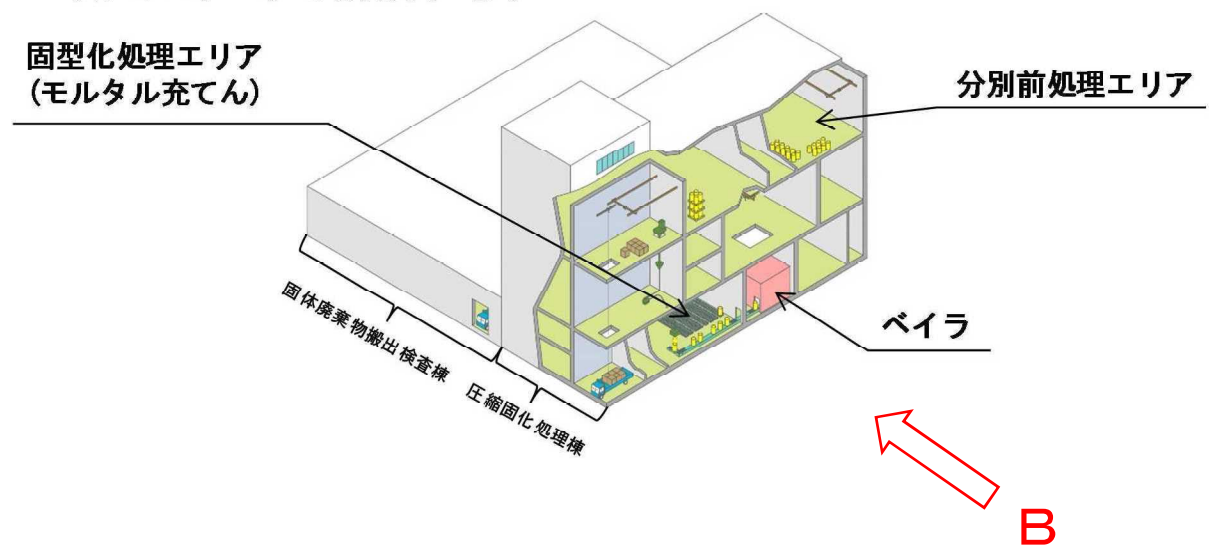 固型化処理エリア
(モルタル充てん)
分別前処理エリア
ベイラ
固体廃棄物搬出検査棟
圧縮固化処理棟
B